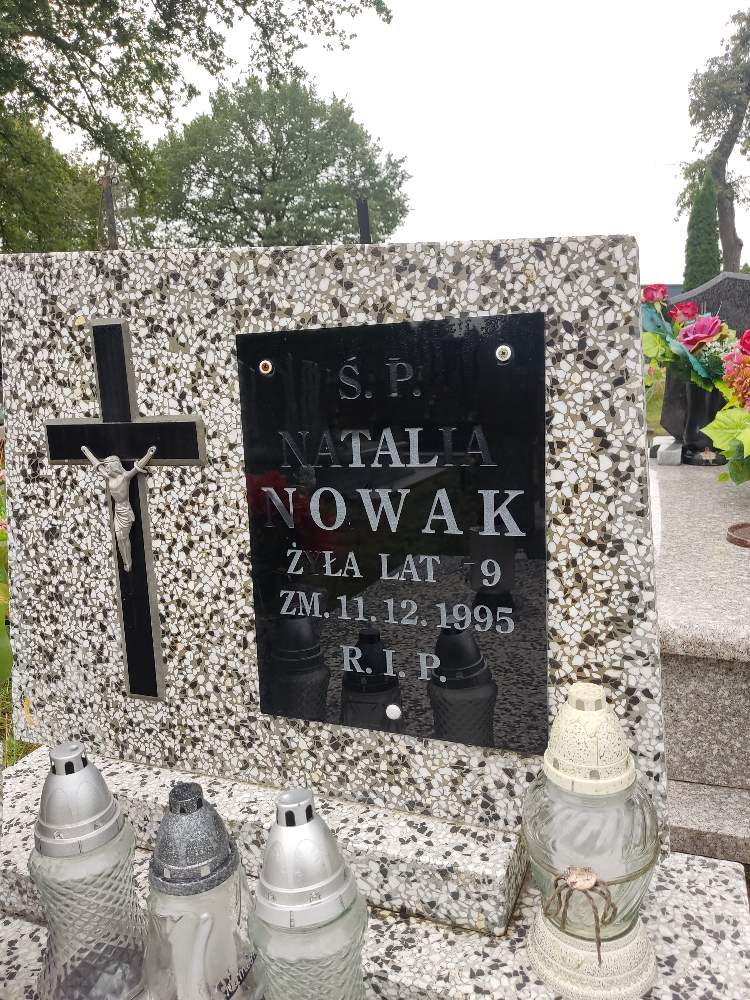 Ś. P.
NATALIA
NOWAK
ŻYŁA LAT
ZM. 11. 12. 1995
R. I. P.